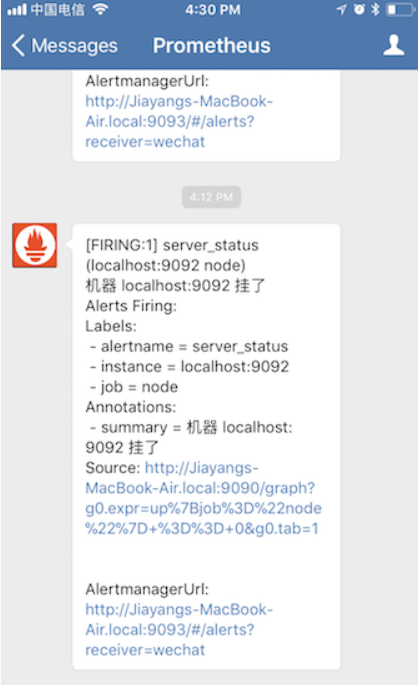 中国电信
4:30 PM
Messages
Prometheus
AlertmanagerUrl:
http://Jiayangs-MacBook-
Air.local:9093/#/alerts?
receiver=wechat
4:12 PM
[FIRING:1] server_status
(localhost:9092 node)
机器 localhost:9092 挂了
Alerts Firing:
Labels:
- alertname = server_status
- instance = localhost:9092
- job = node
Annotations:
- summary = 机器 localhost:
9092 挂了
Source: http://Jiayangs-
MacBook-Air.local:9090/graph?
g0.expr=up%7Bjob%3D%22node
%22%7D+%3D%3D+0&g0.tab=1
AlertmanagerUrl:
http://Jiayangs-MacBook-
Air.local:9093/#/alerts?
receiver=wechat